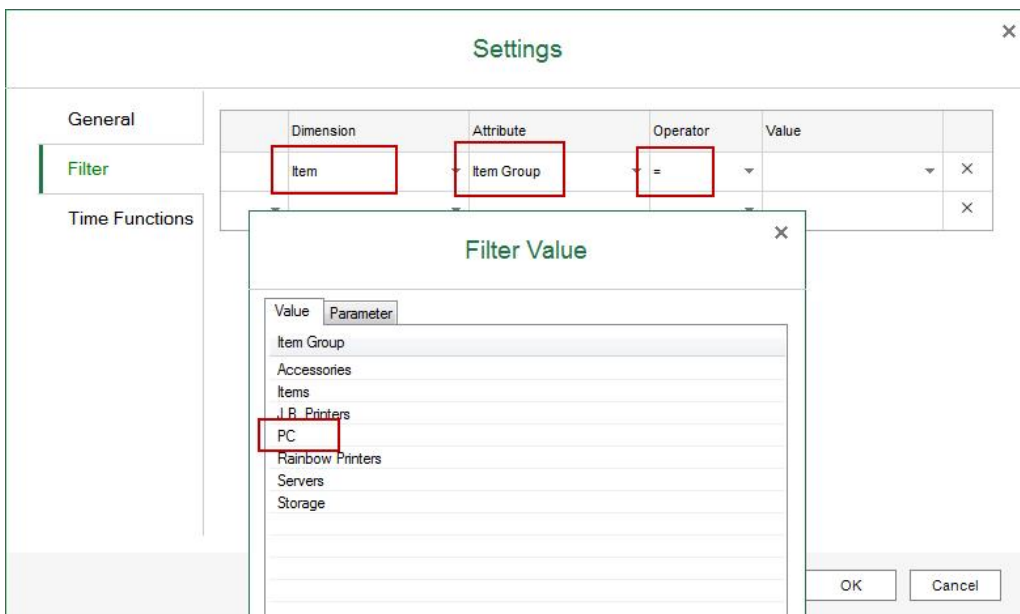 Settings
General
Filter
Time Functions
Dimension Attribute Operator Value
Item Item Group =
Filter Value
Value Parameter
Item Group
Accessories
Items
J.B. Printers
PC
Rainbow Printers
Servers
Storage
OK Cancel